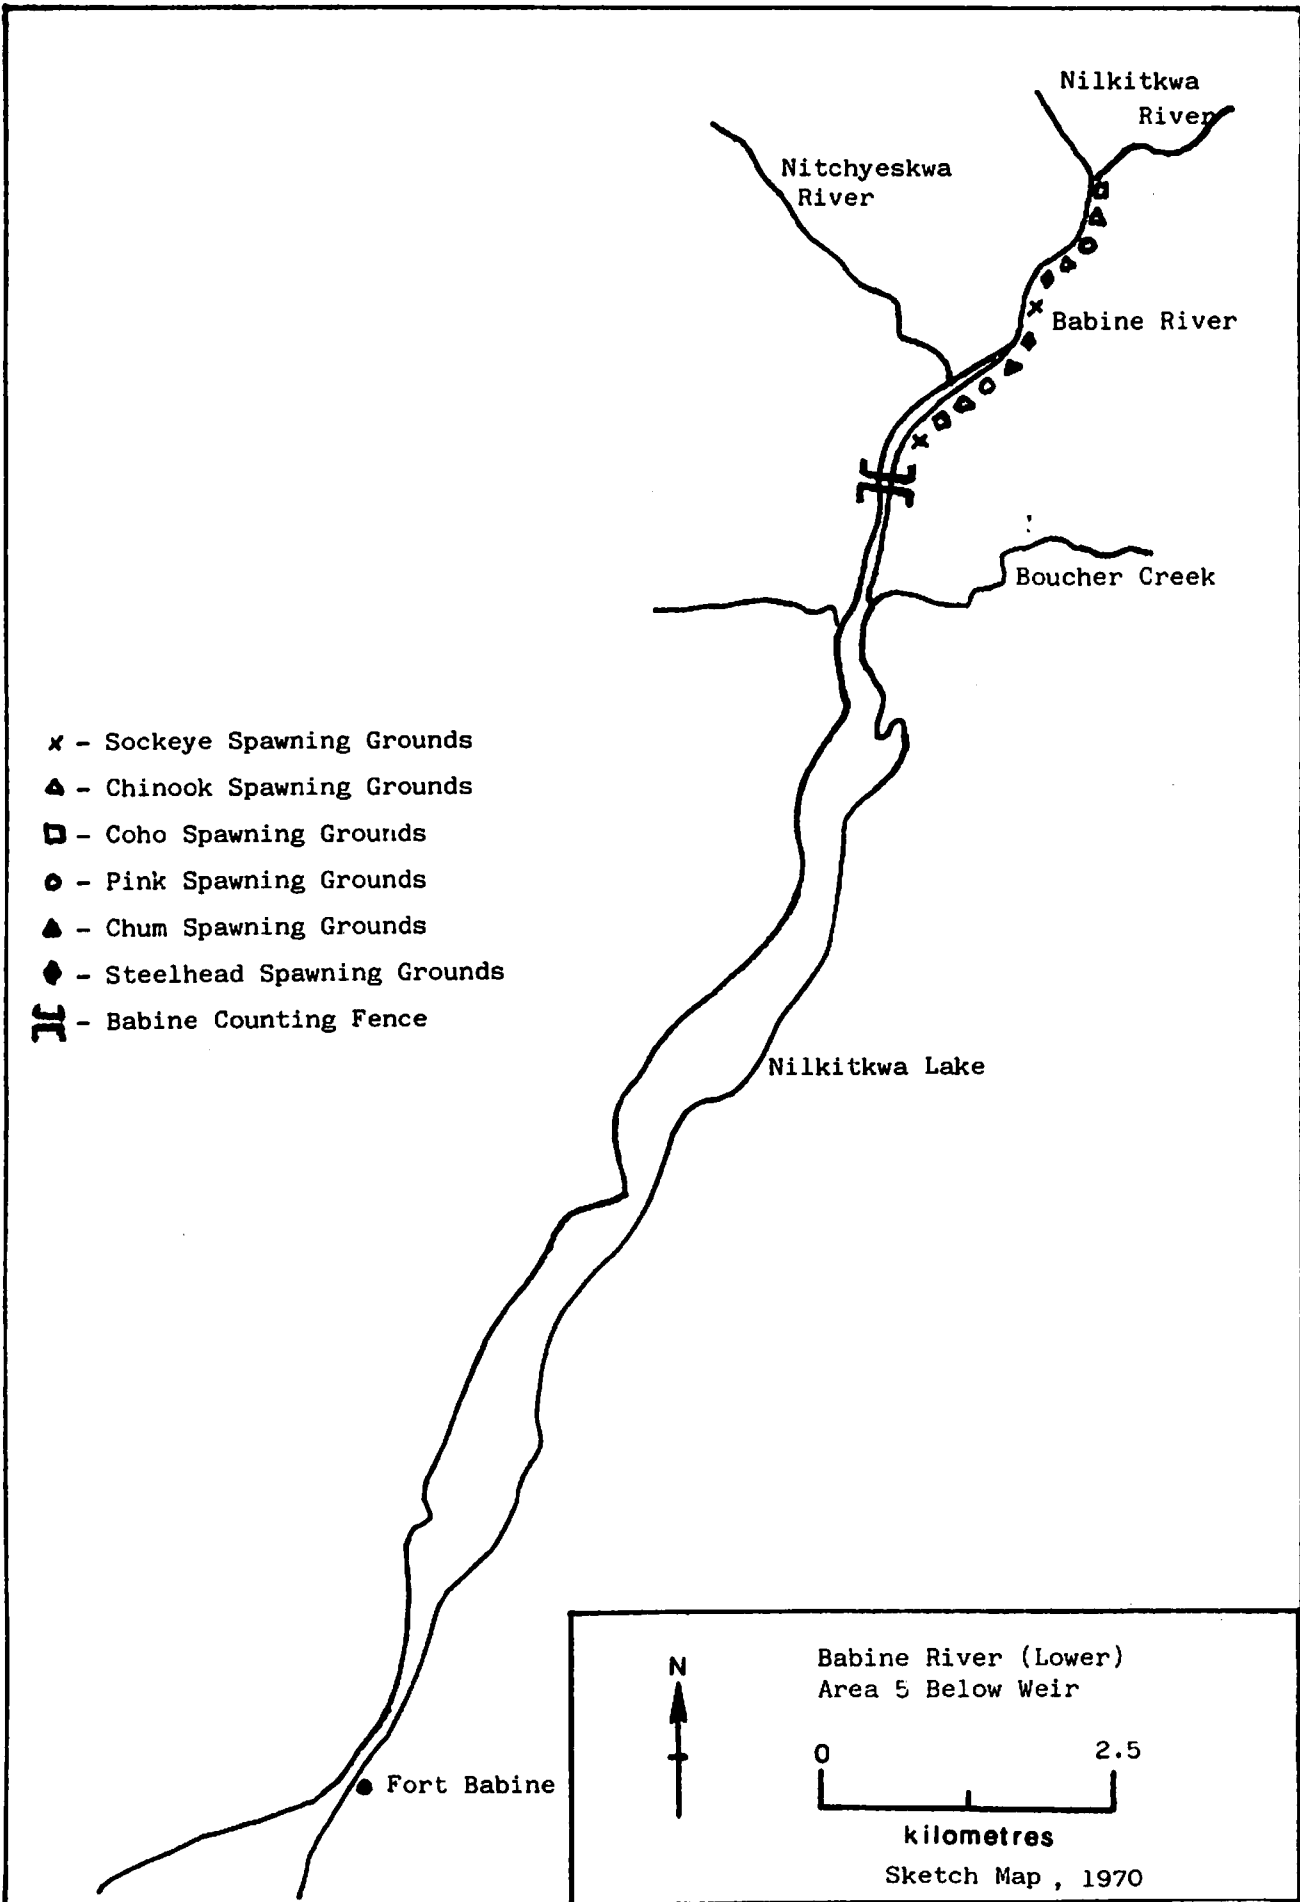 Nilkitkwa
River
Nitchyeskwa
River
Babine River
Boucher Creek
x - Sockeye Spawning Grounds
- Chinook Spawning Grounds
- Coho Spawning Grounds
- Pink Spawning Grounds
- Chum Spawning Grounds
- Steelhead Spawning Grounds
- Babine Counting Fence
Nilkitkwa Lake
Fort Babine
N
Babine River (Lower)
Area 5 Below Weir
0 2.5
kilometres
Sketch Map , 1970